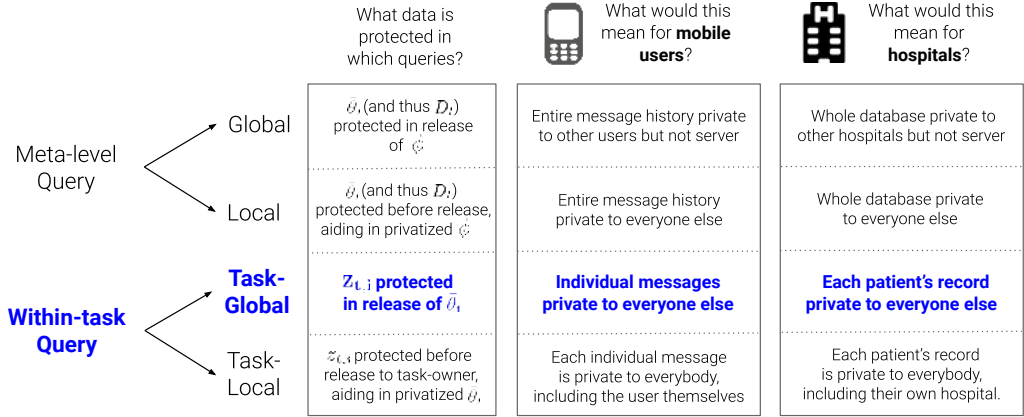 What data is
protected in
which queries?
What would this
mean for mobile
users?
H
What would this
mean for
hospitals?
Meta-level
Query
Global
(and thus D_t)
protected in release
of
Entire message history private
to other users but not server
Whole database private to
other hospitals but not server
Local
(and thus D_t)
protected before release,
aiding in privatized
Entire message history
private to everyone else
Whole database private
to everyone else
Within-task
Query
Task-
Global
z_{t,i} protected
in release of
Individual messages
private to everyone else
Each patient's record
private to everyone else
Task-
Local
z_{t,i} protected before
release to task-owner,
aiding in privatized
Each individual message
is private to everybody,
including the user themselves
Each patient's record
is private to everybody,
including their own hospital.